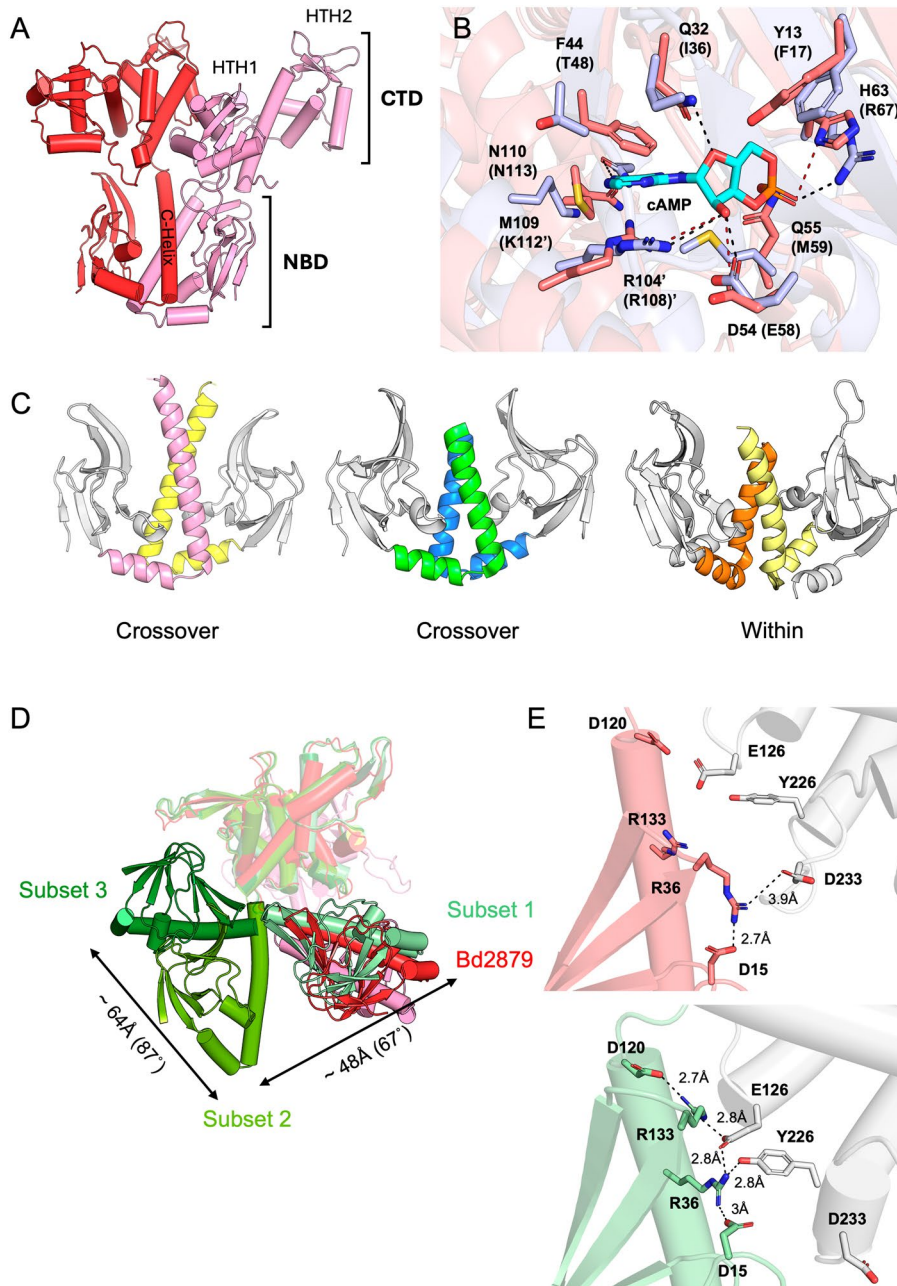 A
HTH2
HTH1
CTD
C-Helix
NBD
B
Q32
(I36)
Y13
(F17)
F44
(T48)
H63
(R67)
N110
(N113)
cAMP
M109
(K112’)
Q55
(M59)
R104’
(R108)’
D54 (E58)
C
Crossover
Crossover
Within
D
Subset 3
Subset 1
Bd2879
~ 64Å (87˚)
~ 48Å (67˚)
Subset 2
E
D120
E126
Y226
R133
R36
D233
3.9Å
2.7Å
D15
D120
2.7Å
E126
2.8Å
R133
Y226
2.8Å
2.8Å
R36
3Å
D233
D15